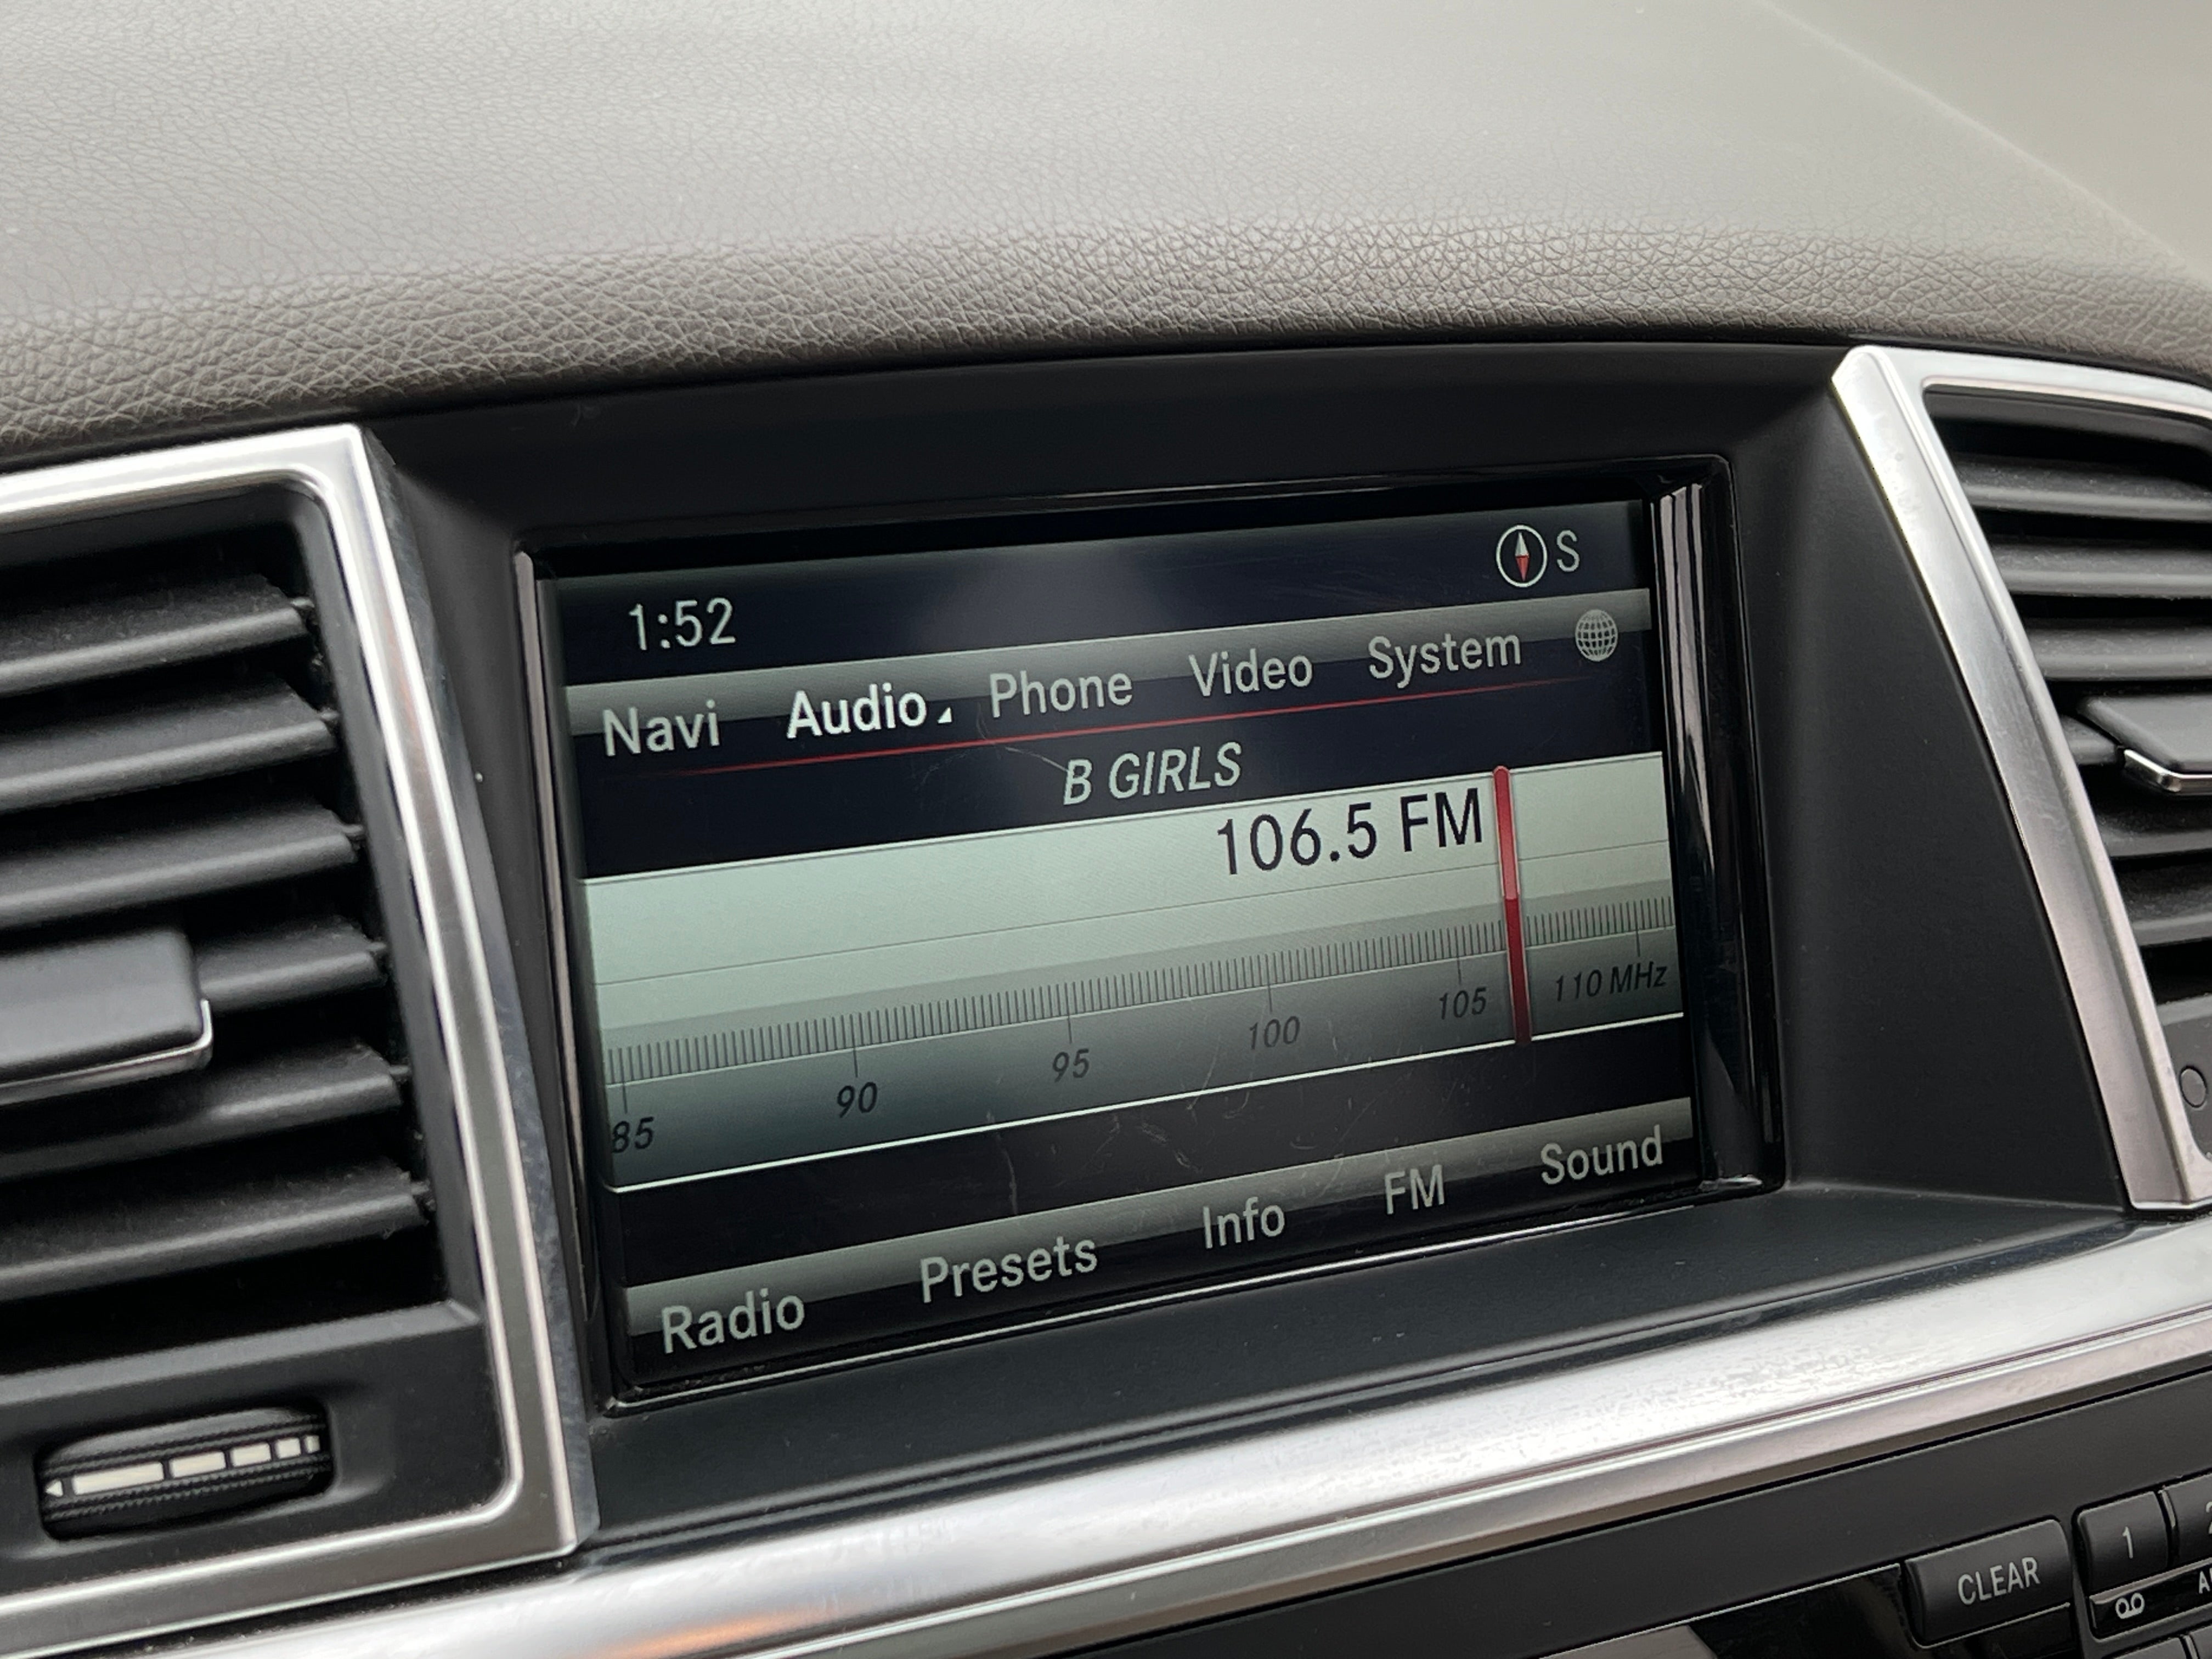 1:52 S
Navi Audio Phone Video System
B GIRLS
106.5 FM
85 90 95 100 105 110 MHz
Radio Presets Info FM Sound
CLEAR 1